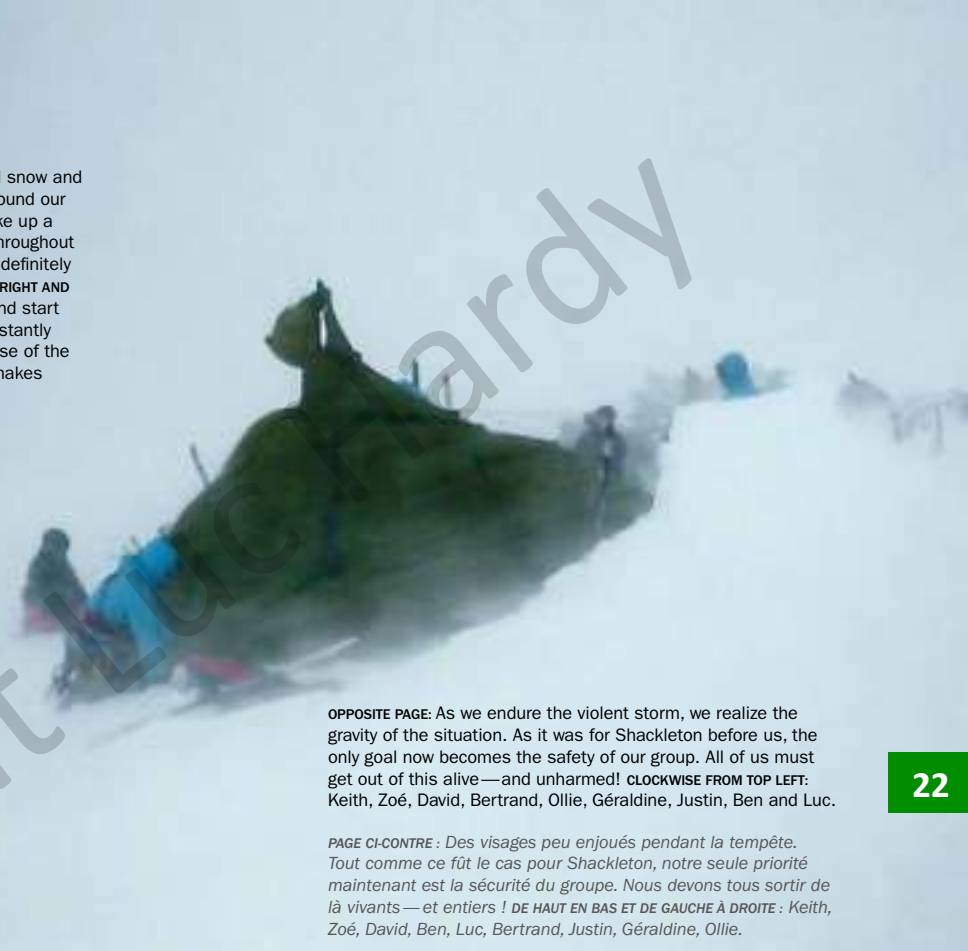 snow and
ound our
ke up a
hroughout
definitely
RIGHT AND
nd start
stantly
se of the
makes
OPPOSITE PAGE: As we endure the violent storm, we realize the
gravity of the situation. As it was for Shackleton before us, the
only goal now becomes the safety of our group. All of us must
get out of this alive—and unharmed! CLOCKWISE FROM TOP LEFT:
Keith, Zoé, David, Bertrand, Ollie, Géraldine, Justin, Ben and Luc.
22
PAGE CI-CONTRE : Des visages peu enjoués pendant la tempête.
Tout comme ce fût le cas pour Shackleton, notre seule priorité
maintenant est la sécurité du groupe. Nous devons tous sortir de
là vivants — et entiers ! DE HAUT EN BAS ET DE GAUCHE À DROITE : Keith,
Zoé, David, Ben, Luc, Bertrand, Justin, Géraldine, Ollie.
t Luc Hardy